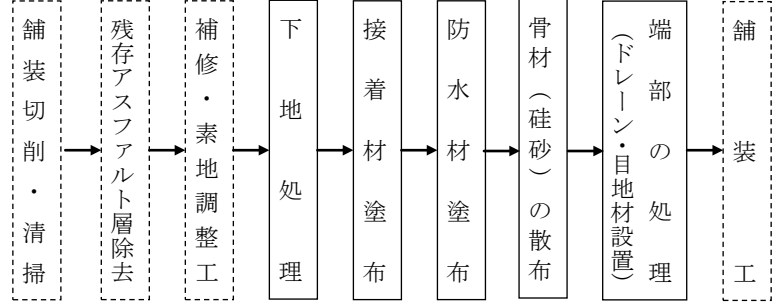 舗装切削・清掃
残存アスファルト層除去
補修・素地調整工
下地処理
接着材塗布
防水材塗布
骨材（硅砂）の散布
端部の処理
（ドレーン・目地材設置）
舗装工